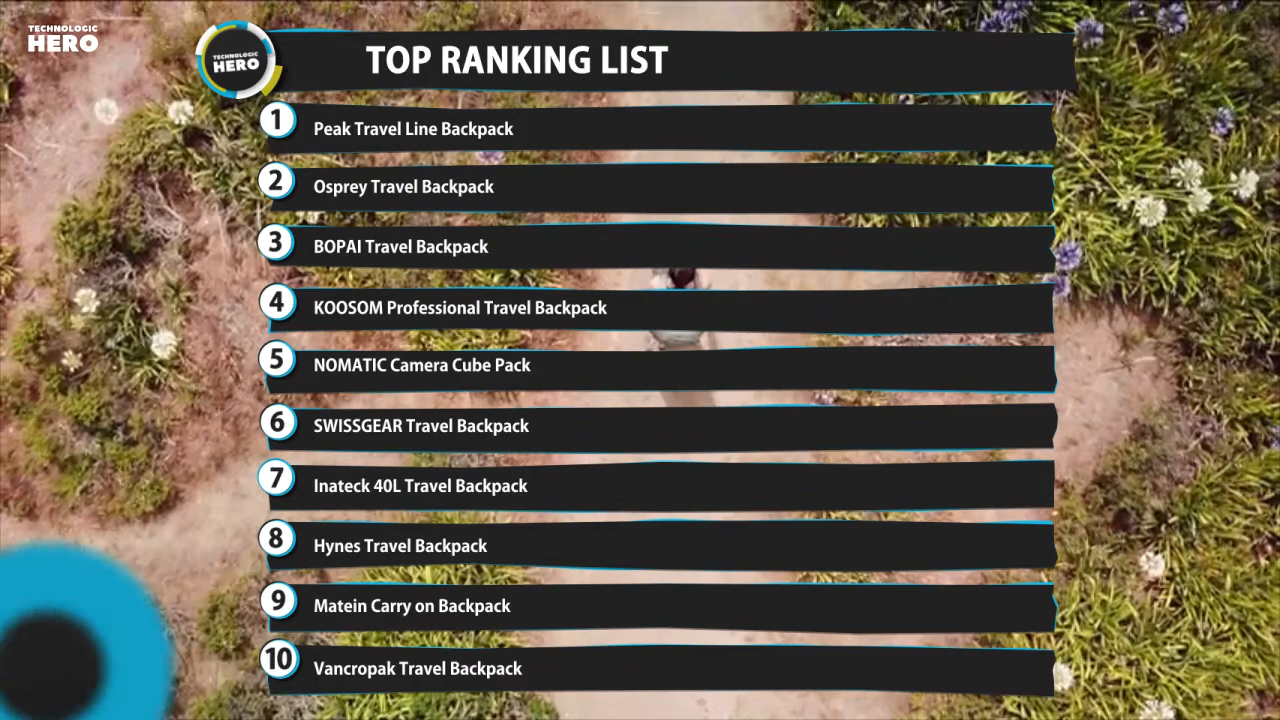 TECHNOLOGIC
HERO
TECHNOLOGIC
HERO
TOP RANKING LIST
1 Peak Travel Line Backpack
2 Osprey Travel Backpack
3 BOPAI Travel Backpack
4 KOOSOM Professional Travel Backpack
5 NOMATIC Camera Cube Pack
6 SWISSGEAR Travel Backpack
7 Inateck 40L Travel Backpack
8 Hynes Travel Backpack
9 Matein Carry on Backpack
10 Vancropak Travel Backpack